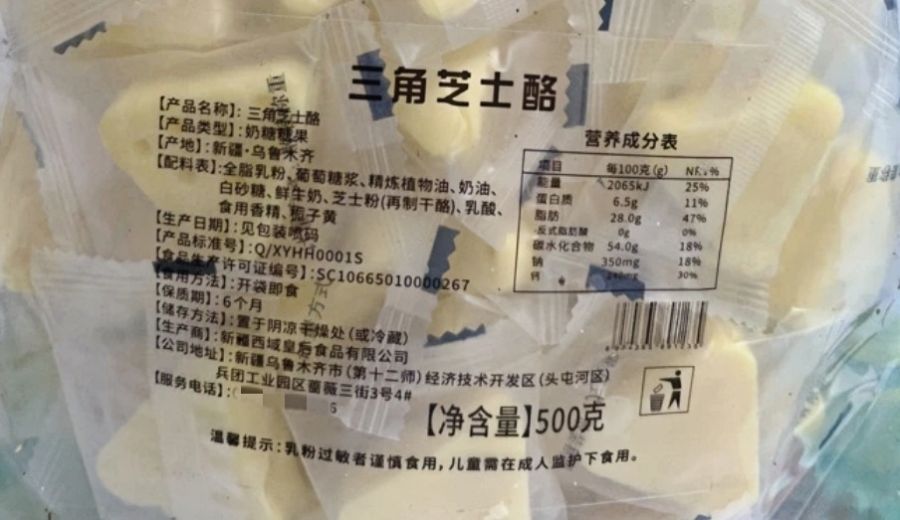 三角芝士酪
【产品名称】:三角芝士酪
【产品类型】:奶糖糖果
【产地】:新疆·乌鲁木齐
【配料表】:全脂乳粉、葡萄糖浆、精炼植物油、奶油、
白砂糖、鲜牛奶、芝士粉(再制干酪)、乳酸、
食用香精、栀子黄
【生产日期】:见包装喷码
【产品标准号】:Q/XYHH0001S
【食品生产许可证编号】:SC10665010000267
【食用方法】:开袋即食
【保质期】:6个月
【储存方法】:置于阴凉干燥处(或冷藏)
【生产商】:新疆西域皇后食品有限公司
【公司地址】:新疆乌鲁木齐市(第十二师)经济技术开发区(头屯河区)
兵团工业园区蔷薇三街3号4#
【服务电话】:
营养成分表
项目 每100克(g) NRV%
能量 2065kJ 25%
蛋白质 6.5g 11%
脂肪 28.0g 47%
-反式脂肪酸 0g 0%
碳水化合物 54.0g 18%
钠 350mg 18%
钙 30%
【净含量】500克
温馨提示:乳粉过敏者谨慎食用,儿童需在成人监护下食用。